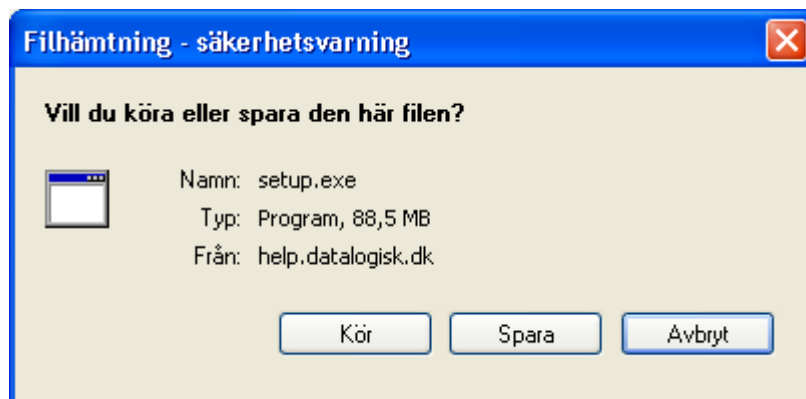 Filhämtning - säkerhetsvarning
Vill du köra eller spara den här filen?
Namn: setup.exe
Typ: Program, 88,5 MB
Från: help.datalogisk.dk
Kör Spara Avbryt